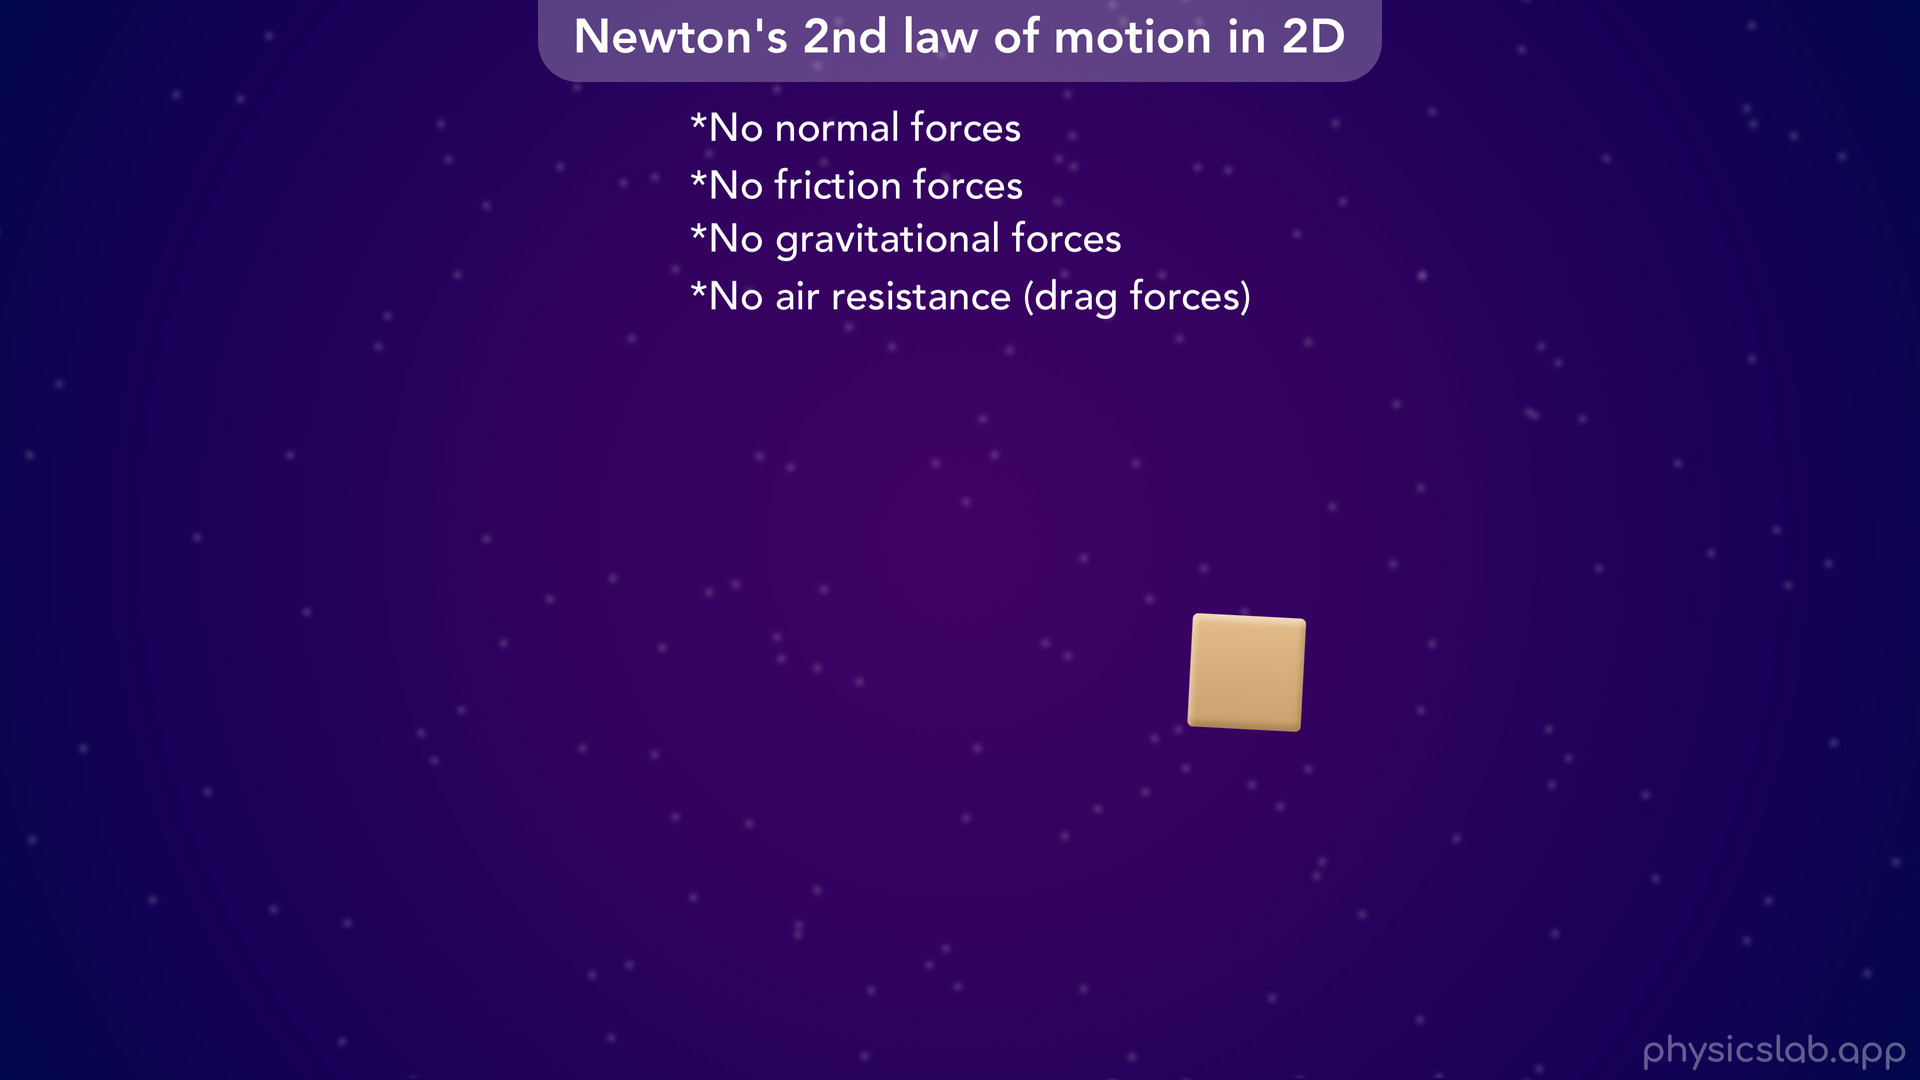 Newton's 2nd law of motion in 2D
*No normal forces
*No friction forces
*No gravitational forces
*No air resistance (drag forces)
physicslab.app